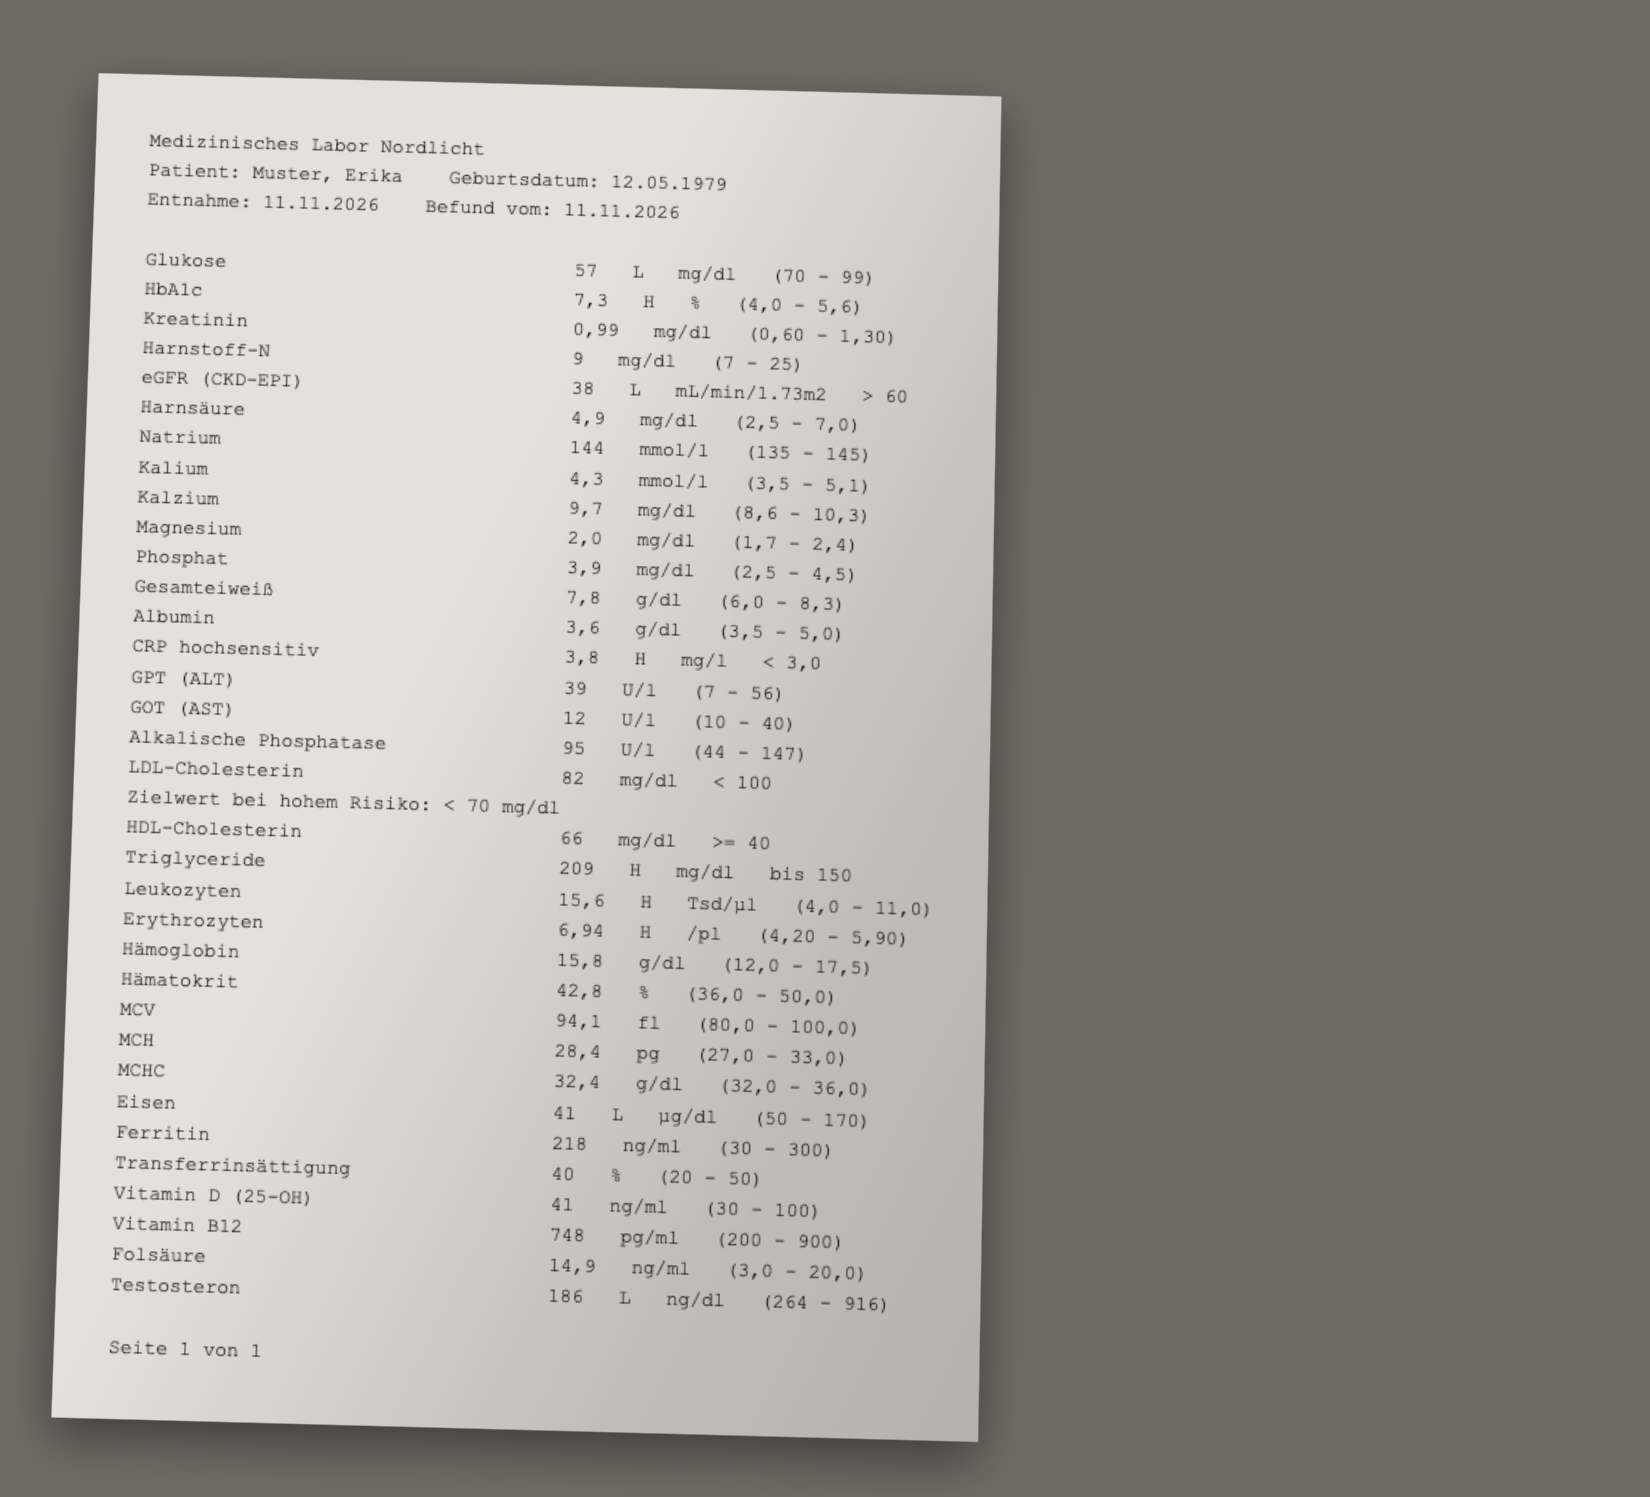 Medizinisches Labor Nordlicht
Patient: Muster, Erika Geburtsdatum: 12.05.1979
Entnahme: 11.11.2026 Befund vom: 11.11.2026
Glukose 57 L mg/dl (70 - 99)
HbA1c 7,3 H % (4,0 - 5,6)
Kreatinin 0,99 mg/dl (0,60 - 1,30)
Harnstoff-N 9 mg/dl (7 - 25)
eGFR (CKD-EPI) 38 L mL/min/1.73m2 > 60
Harnsäure 4,9 mg/dl (2,5 - 7,0)
Natrium 144 mmol/l (135 - 145)
Kalium 4,3 mmol/l (3,5 - 5,1)
Kalzium 9,7 mg/dl (8,6 - 10,3)
Magnesium 2,0 mg/dl (1,7 - 2,4)
Phosphat 3,9 mg/dl (2,5 - 4,5)
Gesamteiweiß 7,8 g/dl (6,0 - 8,3)
Albumin 3,6 g/dl (3,5 - 5,0)
CRP hochsensitiv 3,8 H mg/l < 3,0
GPT (ALT) 39 U/l (7 - 56)
GOT (AST) 12 U/l (10 - 40)
Alkalische Phosphatase 95 U/l (44 - 147)
LDL-Cholesterin 82 mg/dl < 100
Zielwert bei hohem Risiko: < 70 mg/dl
HDL-Cholesterin 66 mg/dl >= 40
Triglyceride 209 H mg/dl bis 150
Leukozyten 15,6 H Tsd/µl (4,0 - 11,0)
Erythrozyten 6,94 H /pl (4,20 - 5,90)
Hämoglobin 15,8 g/dl (12,0 - 17,5)
Hämatokrit 42,8 % (36,0 - 50,0)
MCV 94,1 fl (80,0 - 100,0)
MCH 28,4 pg (27,0 - 33,0)
MCHC 32,4 g/dl (32,0 - 36,0)
Eisen 41 L µg/dl (50 - 170)
Ferritin 218 ng/ml (30 - 300)
Transferrinsättigung 40 % (20 - 50)
Vitamin D (25-OH) 41 ng/ml (30 - 100)
Vitamin B12 748 pg/ml (200 - 900)
Folsäure 14,9 ng/ml (3,0 - 20,0)
Testosteron 186 L ng/dl (264 - 916)
Seite 1 von 1